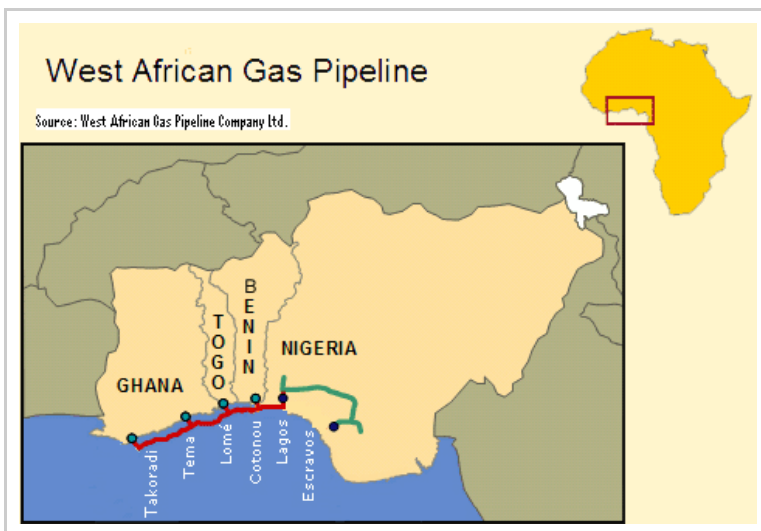 West African Gas Pipeline
Source: West African Gas Pipeline Company Ltd.
BENIN
TOGO
NIGERIA
GHANA
Takoradi
Tema
Lomé
Cotonou
Lagos
Escravos